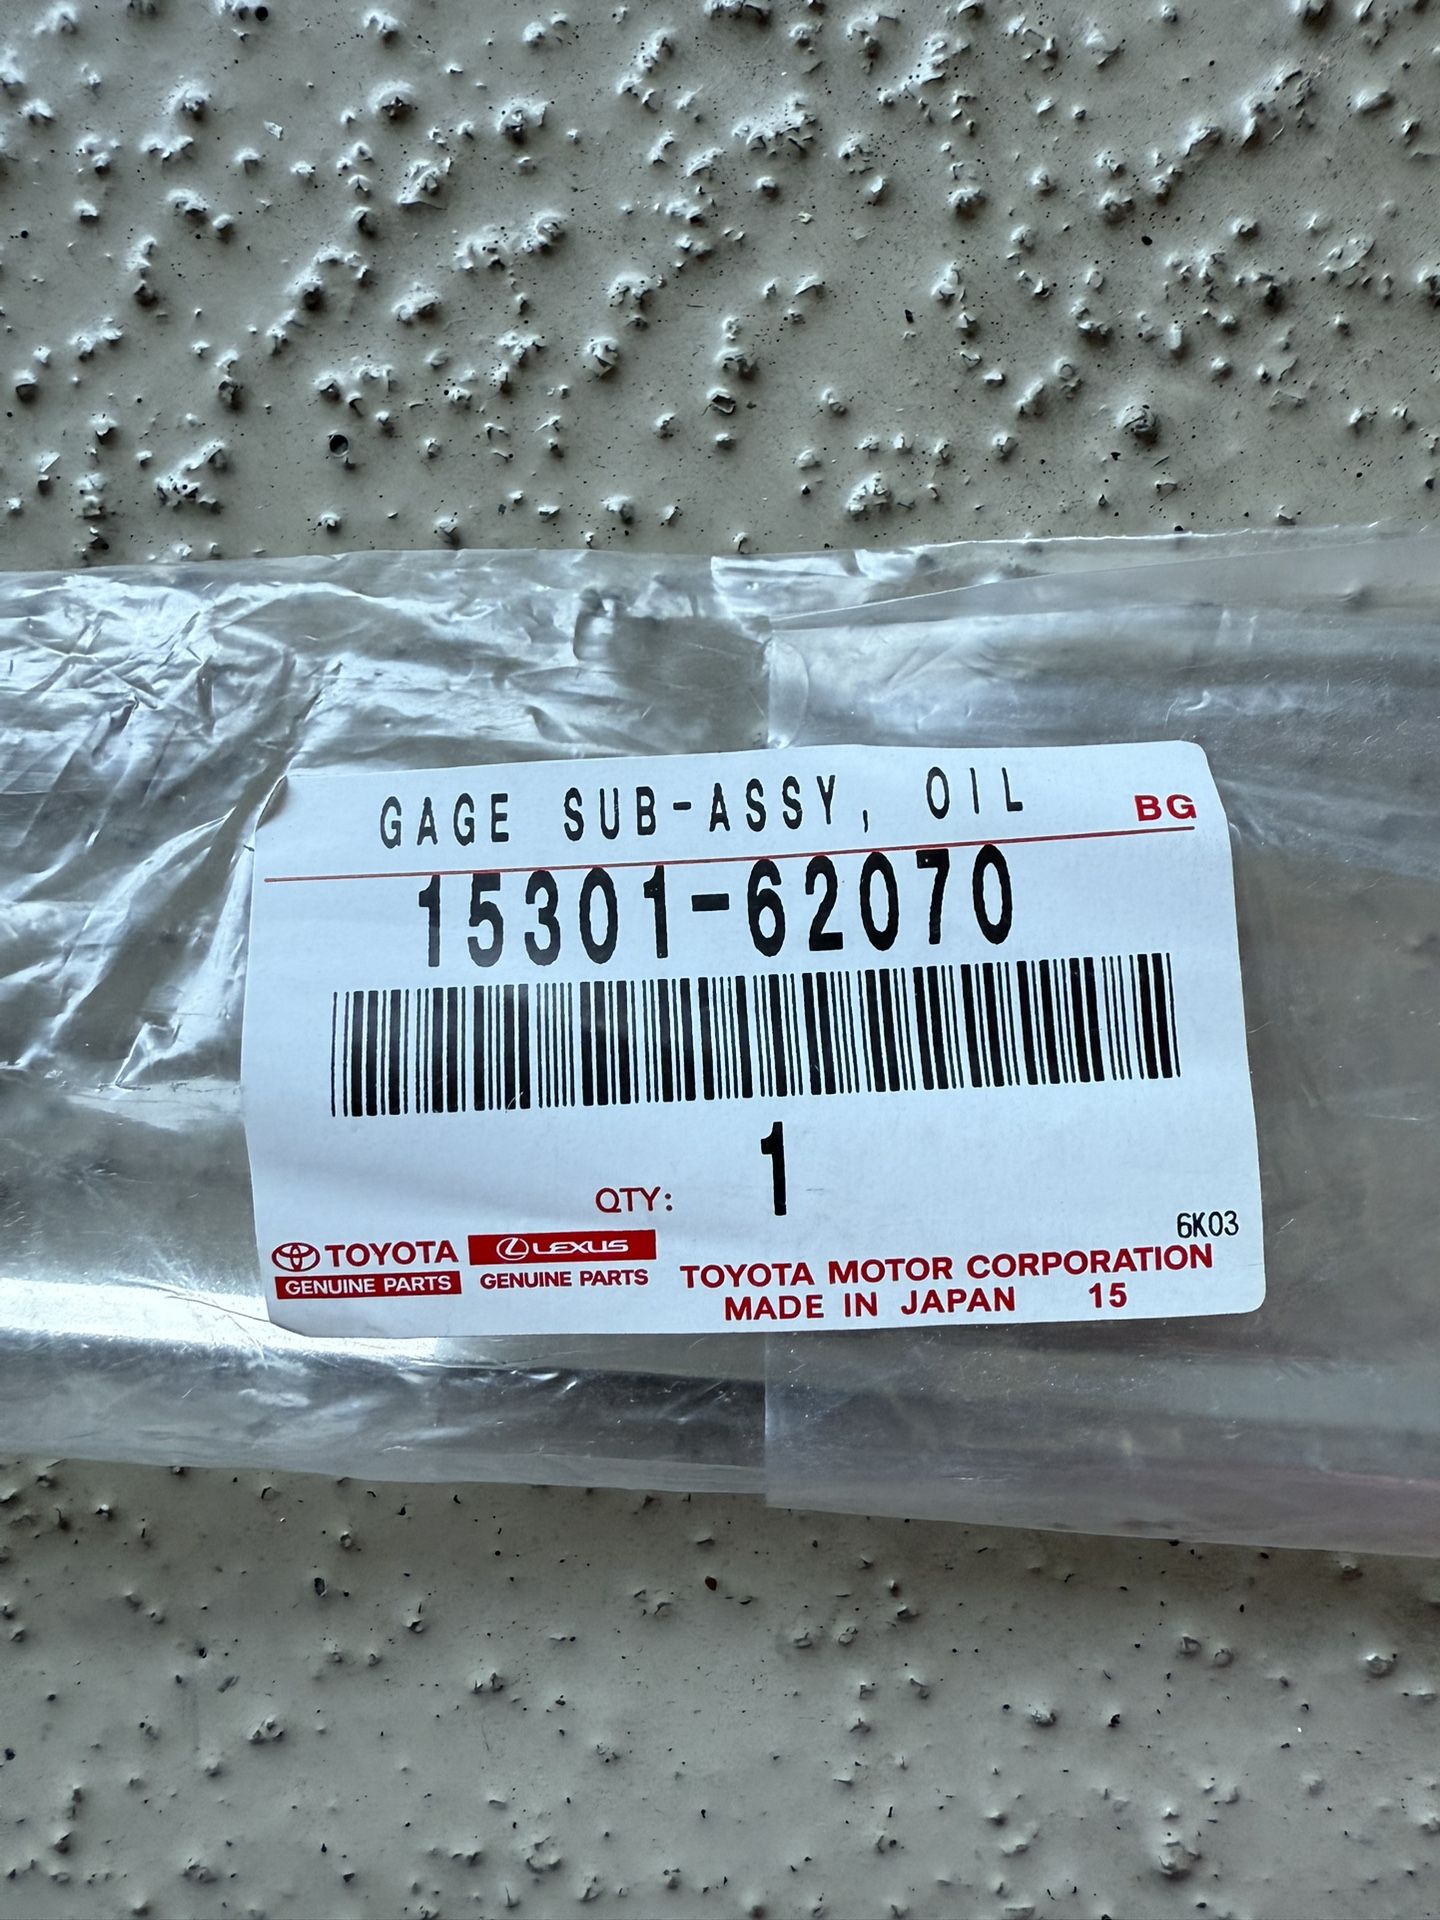 GAGE SUB-ASSY, OIL
BG
15301-62070
1
QTY:
6K03
TOYOTA
GENUINE PARTS
LEXUS
GENUINE PARTS
TOYOTA MOTOR CORPORATION
MADE IN JAPAN 15